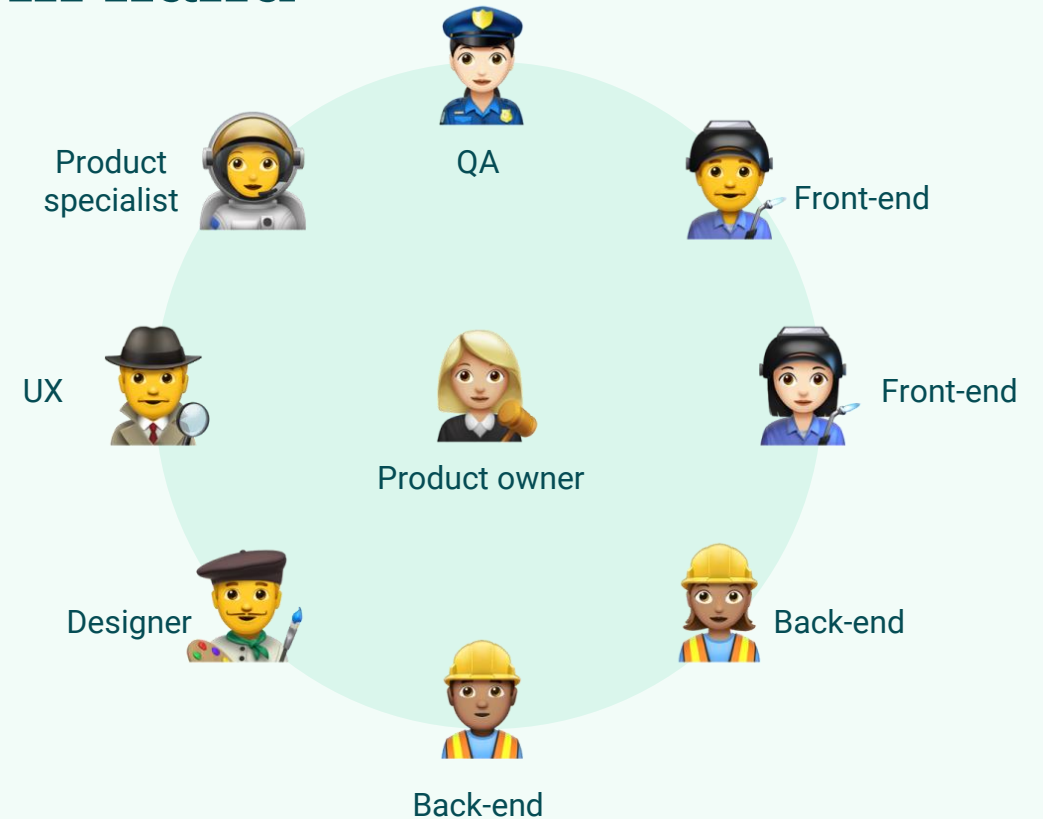 QA
Product
specialist
Front-end
UX
Front-end
Product owner
Designer
Back-end
Back-end